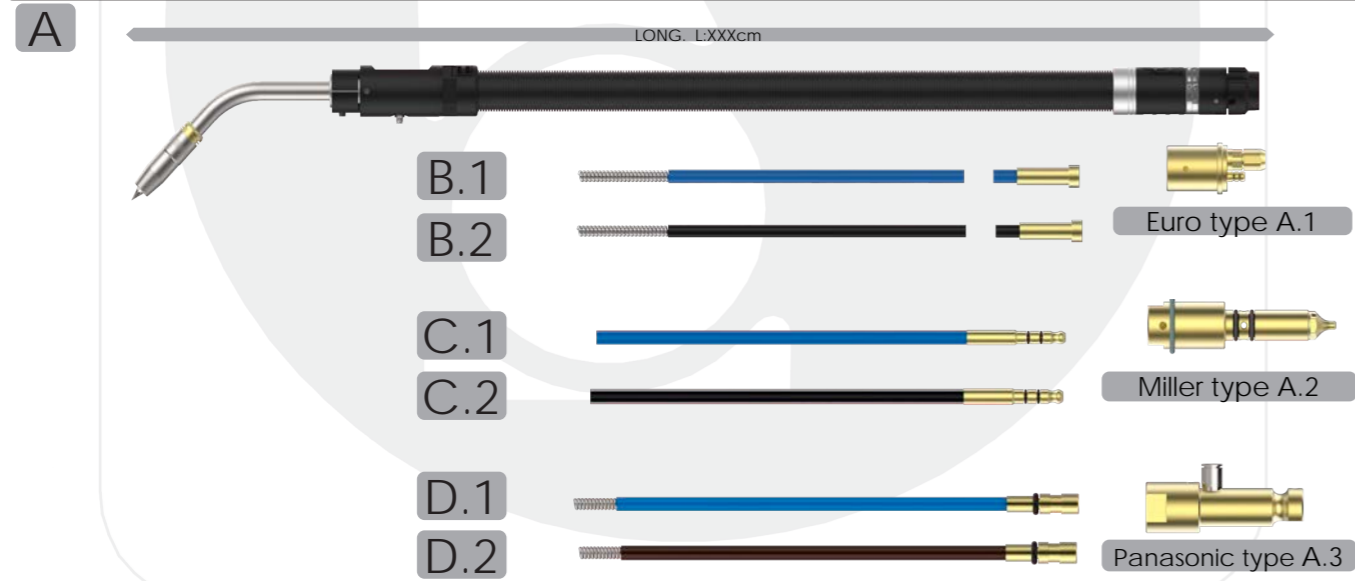 A
LONG. L:XXXcm
B.1
B.2
Euro type A.1
C.1
C.2
Miller type A.2
D.1
D.2
Panasonic type A.3